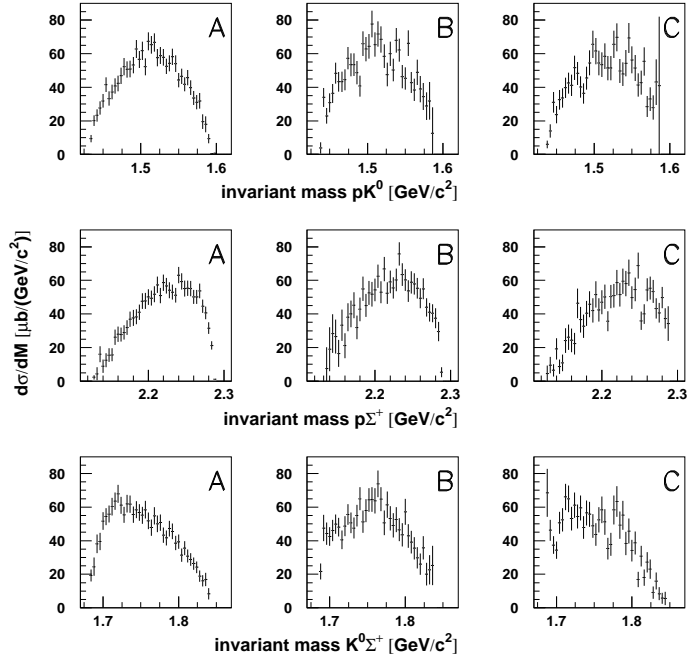 A B C
80 80 80
60 60 60
40 40 40
20 20 20
0 0 0
1.5 1.6 1.5 1.6 1.5 1.6
invariant mass pK⁰ [GeV/c²]
dσ/dM [μb/(GeV/c²)]
A B C
80 80 80
60 60 60
40 40 40
20 20 20
0 0 0
2.2 2.3 2.2 2.3 2.2 2.3
invariant mass pΣ⁺ [GeV/c²]
A B C
80 80 80
60 60 60
40 40 40
20 20 20
0 0 0
1.7 1.8 1.7 1.8 1.7 1.8
invariant mass K⁰Σ⁺ [GeV/c²]